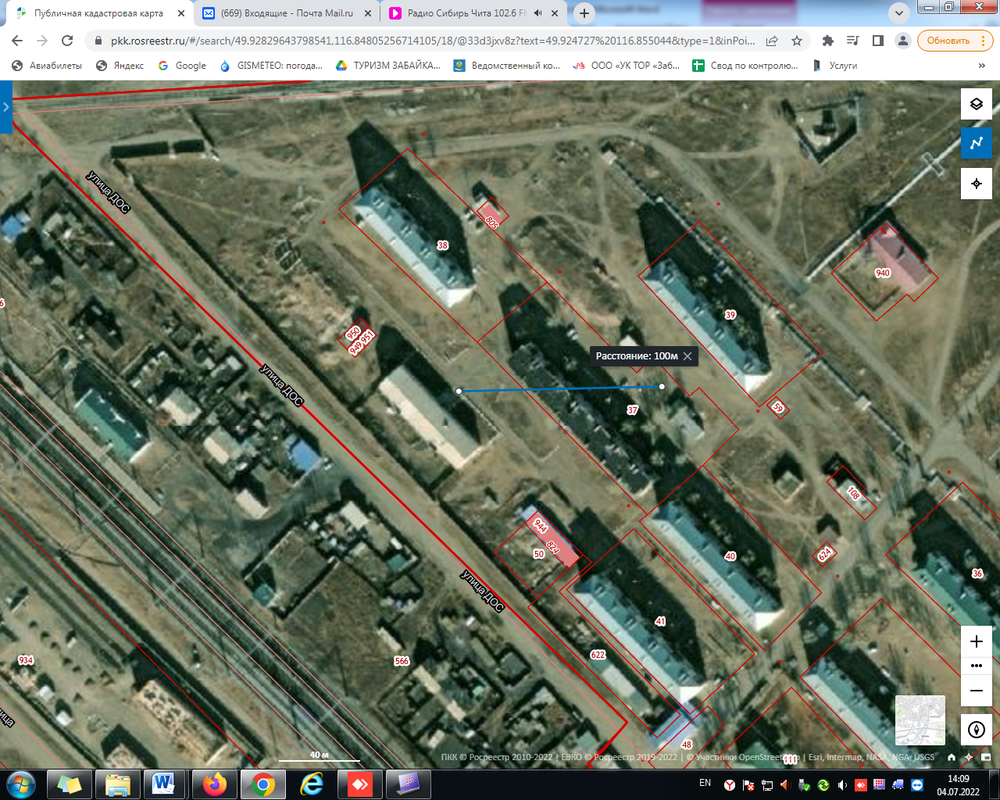 Публичная кадастровая карта
(669) Входящие - Почта Mail.ru
Радио Сибирь Чита 102.6 F
pkk.rosreestr.ru/#/search/49.92829643798541,116.84805256714105/18/@33d3jxv8z?text=49.924727%20116.855044&type=1&inPoi...
Обновить
Авиабилеты
Яндекс
Google
GISMETEO: погода...
ТУРИЗМ ЗАБАЙКА...
Ведомственный ко...
ООО «УК ТОР «Заб...
Свод по контролю...
Услуги
»
улица ДОС
805
38
940
39
950
949 951
Расстояние: 100м
улица ДОС
37
59
108
944
824
50
624
40
36
улица ДОС
41
622
934
566
48
111
40 м
ПКК © Росреестр 2010-2022 | ЕЭКО © Росреестр 2019-2022 | © Участники OpenStreetMap | Esri, Intermap, NASA, NGA, USGS
EN
14:09
04.07.2022